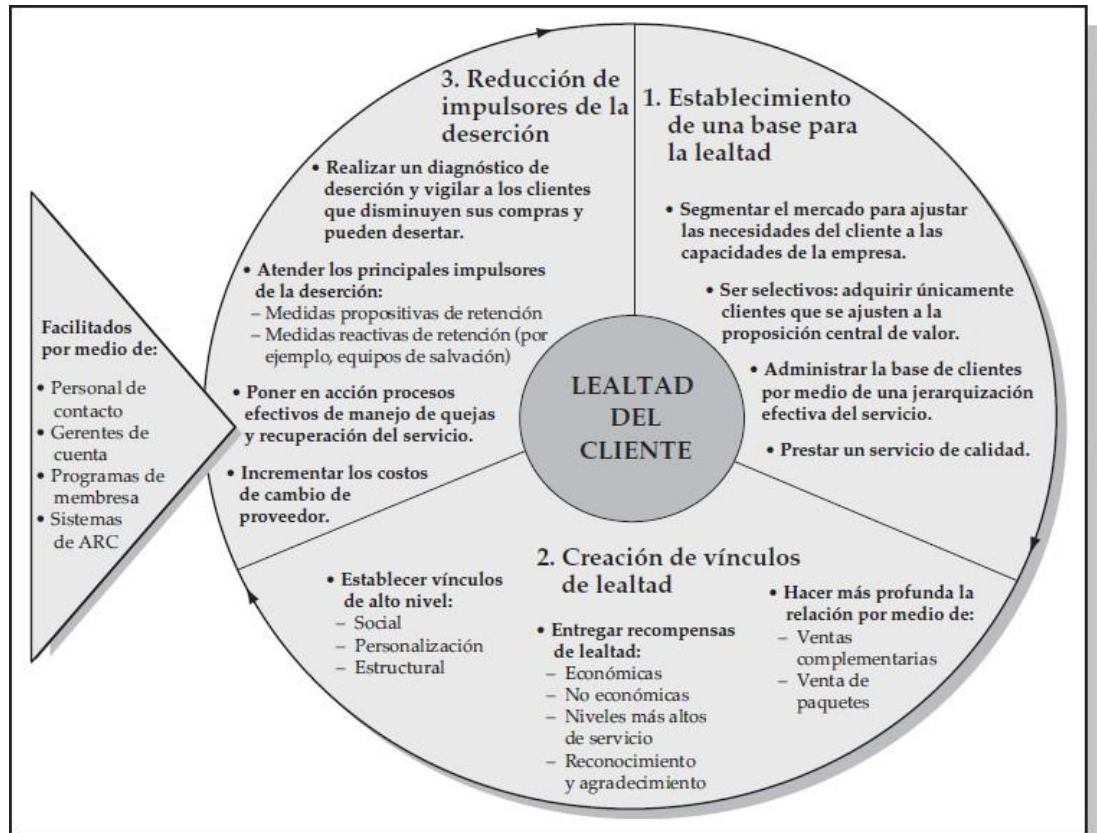 3. Reducción de
impulsores de la
deserción
• Realizar un diagnóstico de
deserción y vigilar a los clientes
que disminuyen sus compras y
pueden desertar.
• Atender los principales impulsores
de la deserción:
– Medidas propositivas de retención
– Medidas reactivas de retención (por
ejemplo, equipos de salvación)
• Poner en acción procesos
efectivos de manejo de quejas
y recuperación del servicio.
• Incrementar los costos
de cambio de
proveedor.
1. Establecimiento
de una base para
la lealtad
• Segmentar el mercado para ajustar
las necesidades del cliente a las
capacidades de la empresa.
• Ser selectivos: adquirir únicamente
clientes que se ajusten a la
proposición central de valor.
• Administrar la base de clientes
por medio de una jerarquización
efectiva del servicio.
• Prestar un servicio de calidad.
Facilitados
por medio de:
• Personal de
contacto
• Gerentes de
cuenta
• Programas de
membresa
• Sistemas
de ARC
LEALTAD
DEL
CLIENTE
2. Creación de vínculos
de lealtad
• Establecer vínculos
de alto nivel:
– Social
– Personalización
– Estructural
• Entregar recompensas
de lealtad:
– Económicas
– No económicas
– Niveles más altos
de servicio
– Reconocimiento
y agradecimiento
• Hacer más profunda la
relación por medio de:
– Ventas
complementarias
– Venta de
paquetes